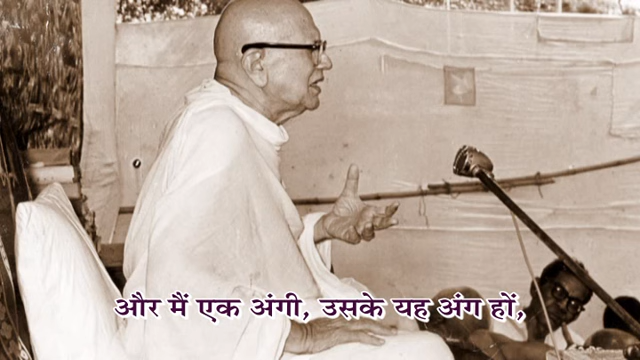 और मैं एक अंगी, उसके यह अंग हों,